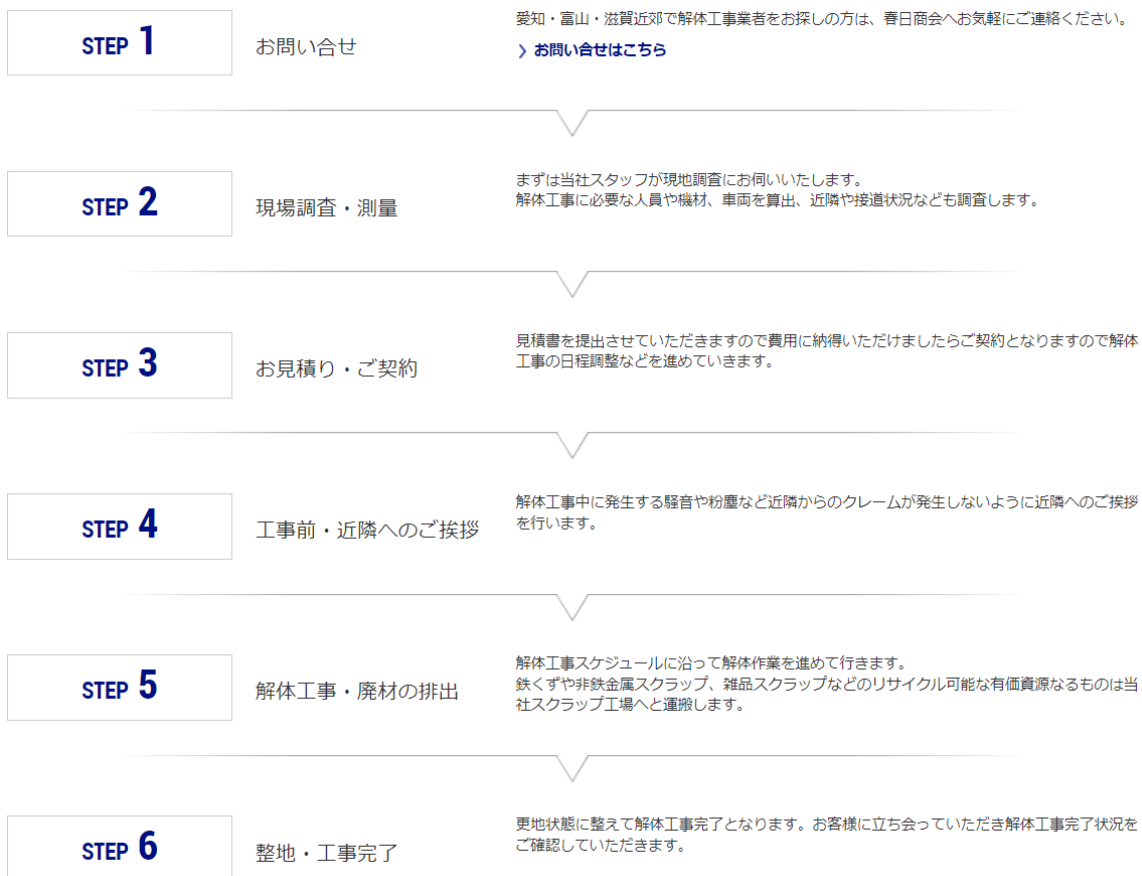 STEP 1
お問い合せ
愛知・富山・滋賀近郊で解体工事業者をお探しの方は、春日商会へお気軽にご連絡ください。
お問い合せはこちら
STEP 2
現場調査・測量
まずは当社スタッフが現地調査にお伺いいたします。
解体工事に必要な人員や機材、車両を算出、近隣や接道状況なども調査します。
STEP 3
お見積り・ご契約
見積書を提出させていただきますので費用に納得いただけましたらご契約となりますので解体
工事の日程調整などを進めていきます。
STEP 4
工事前・近隣へのご挨拶
解体工事中に発生する騒音や粉塵など近隣からのクレームが発生しないように近隣へのご挨拶
を行います。
STEP 5
解体工事・廃材の排出
解体工事スケジュールに沿って解体作業を進めて行きます。
鉄くずや非鉄金属スクラップ、雑品スクラップなどのリサイクル可能な有価資源なるものは当
社スクラップ工場へと運搬します。
STEP 6
整地・工事完了
更地状態に整えて解体工事完了となります。お客様に立ち会っていただき解体工事完了状況を
ご確認していただきます。